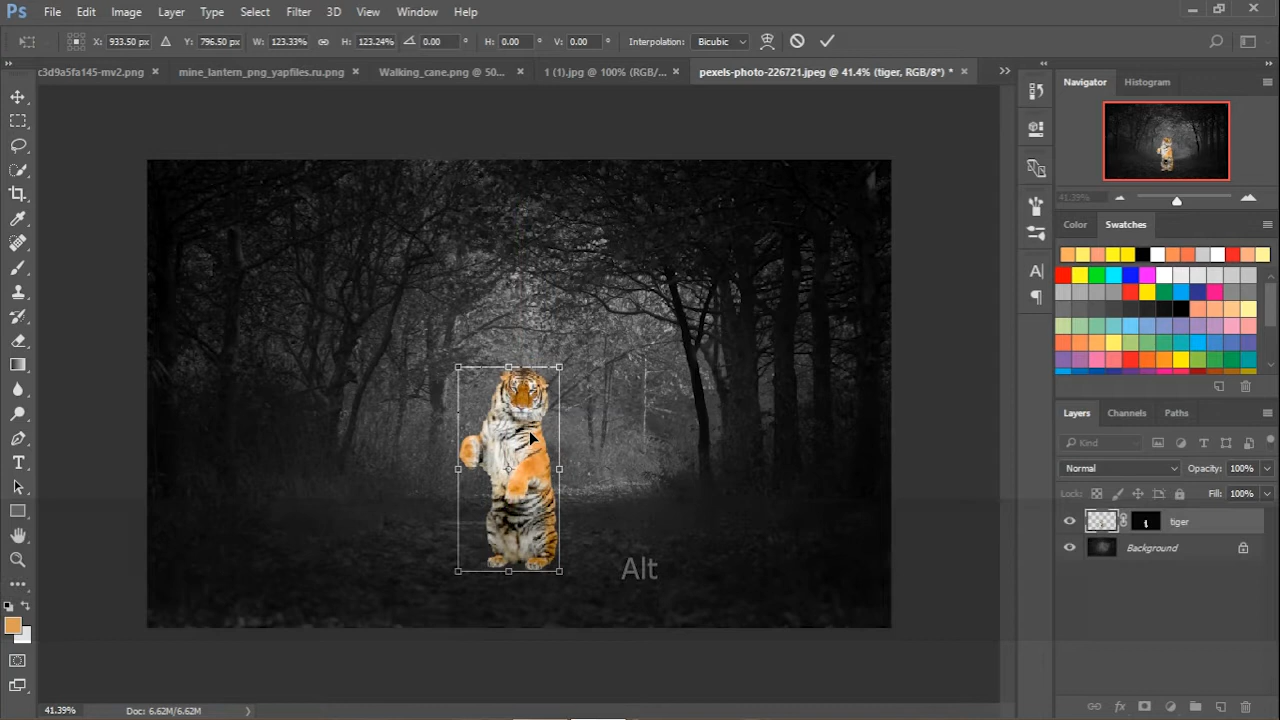 Ps File Edit Image Layer Type Select Filter 3D View Window Help
X: 933.50 px Y: 796.50 px W: 123.33% H: 123.24% 0.00 ° H: 0.00 ° V: 0.00 ° Interpolation: Bicubic
c3d9a5fa145-mv2.png × mine_lantern_png_yapfiles.ru.png × Walking_cane.png @ 50... × 1 (1).jpg @ 100% (RGB/... × pexels-photo-226721.jpeg @ 41.4% (tiger, RGB/8*) * ×
Navigator Histogram
41.39%
Color Swatches
Layers Channels Paths
Kind
Normal Opacity: 100%
Lock: Fill: 100%
tiger
Background
Alt
41.39% Doc: 6.62M/6.62M